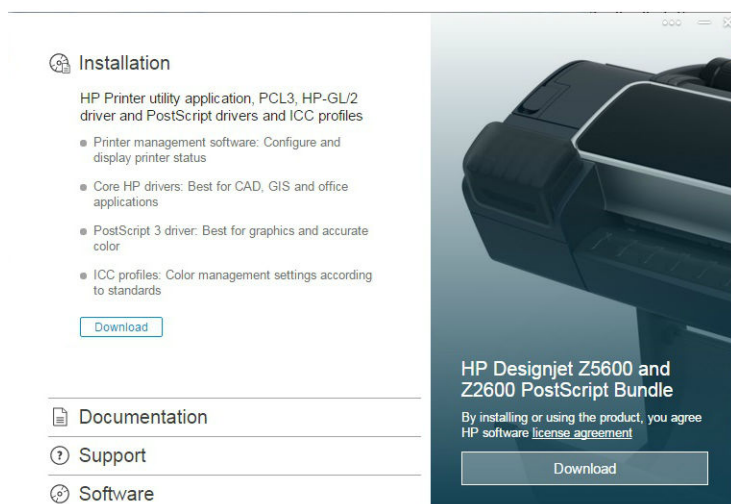 Installation
HP Printer utility application, PCL3, HP-GL/2
driver and PostScript drivers and ICC profiles
Printer management software: Configure and
display printer status
Core HP drivers: Best for CAD, GIS and office
applications
PostScript 3 driver: Best for graphics and accurate
color
ICC profiles: Color management settings according
to standards
Download
Documentation
Support
Software
HP Designjet Z5600 and
Z2600 PostScript Bundle
By installing or using the product, you agree
HP software license agreement
Download